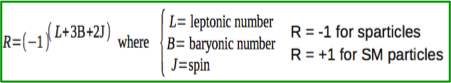 R=(−1)^(L+3B+2J) where
L= leptonic number
B= baryonic number
J=spin
R = -1 for sparticles
R = +1 for SM particles